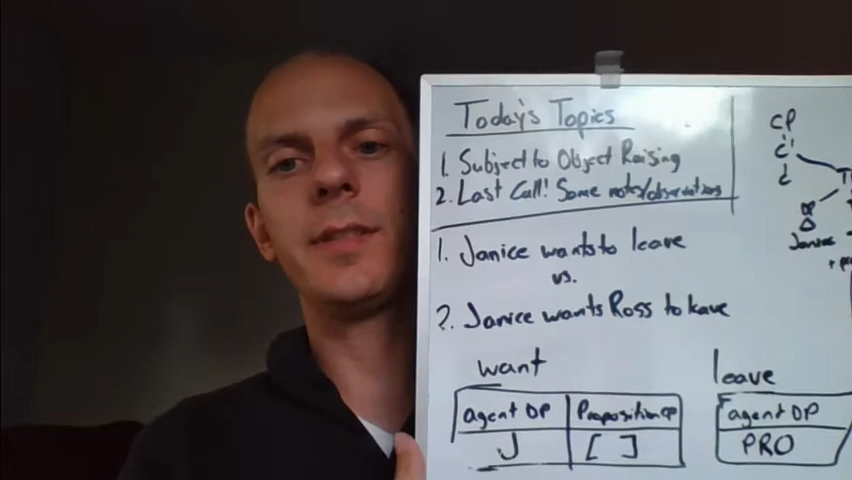 Today's Topics
1. Subject to Object Raising
2. Last Call! Some notes/observations
1. Janice wants to leave
vs.
2. Janice wants Ross to leave
want
agent DP Proposition CP
J [ ]
leave
agent DP
PRO
CP
C'
C
DP
Janice